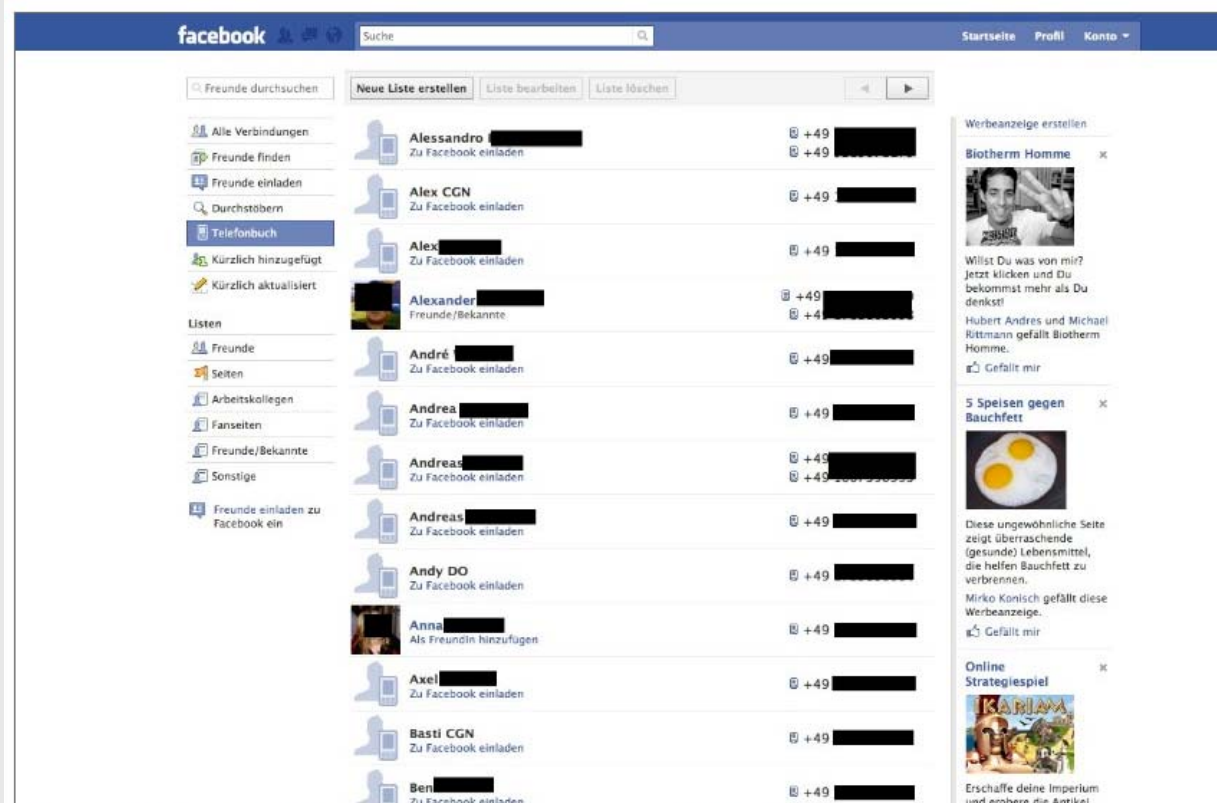 facebook
Suche
Startseite Profil Konto
Freunde durchsuchen
Neue Liste erstellen Liste bearbeiten Liste löschen
Alle Verbindungen
Freunde finden
Freunde einladen
Durchstöbern
Telefonbuch
Kürzlich hinzugefügt
Kürzlich aktualisiert
Listen
Freunde
Seiten
Arbeitskollegen
Fanseiten
Freunde/Bekannte
Sonstige
Freunde einladen zu
Facebook ein
Alessandro
Zu Facebook einladen
+49
+49
Alex CGN
Zu Facebook einladen
+49
Alex
Zu Facebook einladen
+49
Alexander
Freunde/Bekannte
+49
André
Zu Facebook einladen
+49
Andrea
Zu Facebook einladen
+49
Andreas
Zu Facebook einladen
+49
+49
Andreas
Zu Facebook einladen
+49
Andy DO
Zu Facebook einladen
+49
Anna
Als FreundIn hinzufügen
+49
Axel
Zu Facebook einladen
+49
Basti CGN
Zu Facebook einladen
+49
Ben
Zu Facebook einladen
+49
Werbeanzeige erstellen
Biotherm Homme
Willst Du was von mir?
Jetzt klicken und Du
bekommst mehr als Du
denkst!
Hubert Andres und Michael
Rittmann gefällt Biotherm
Homme.
Gefällt mir
5 Speisen gegen
Bauchfett
Diese ungewöhnliche Seite
zeigt überraschende
(gesunde) Lebensmittel,
die helfen Bauchfett zu
verbrennen.
Mirko Konisch gefällt diese
Werbeanzeige.
Gefällt mir
Online
Strategiespiel
IKARIAM
Erschaffe deine Imperium
und erobere die Antike!